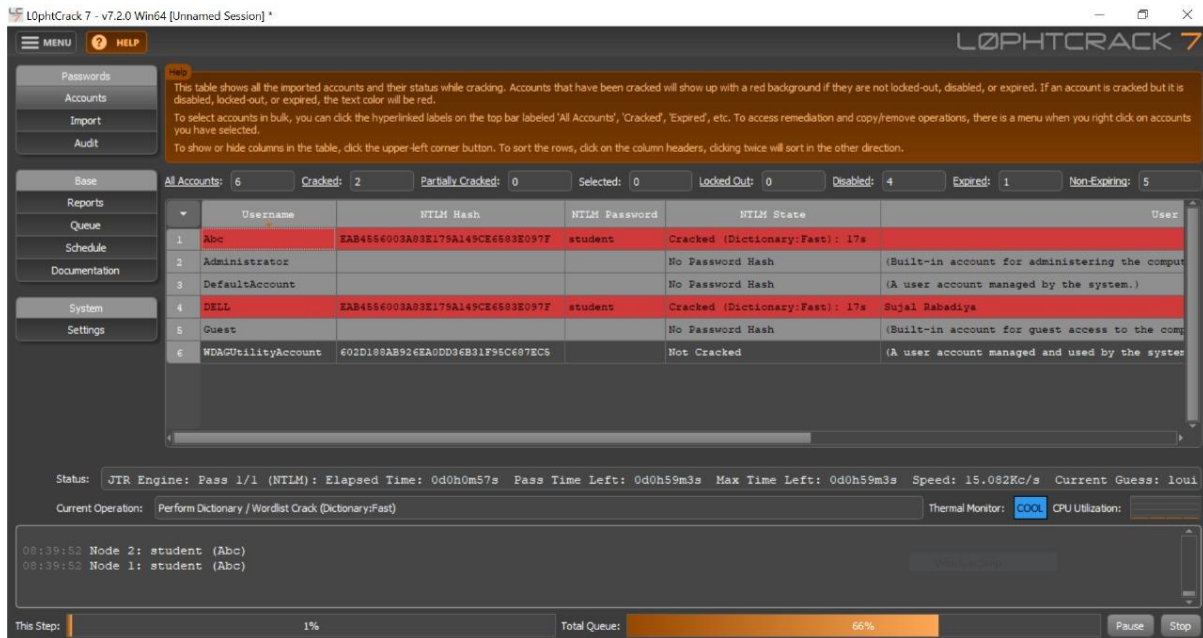 L0phtCrack 7 - v7.2.0 Win64 [Unnamed Session] *
MENU ? HELP
LØPHTCRACK 7
Passwords
Accounts
Import
Audit
Base
Reports
Queue
Schedule
Documentation
System
Settings
Help
This table shows all the imported accounts and their status while cracking. Accounts that have been cracked will show up with a red background if they are not locked-out, disabled, or expired. If an account is cracked but it is
disabled, locked-out, or expired, the text color will be red.
To select accounts in bulk, you can click the hyperlinked labels on the top bar labeled 'All Accounts', 'Cracked', 'Expired', etc. To access remediation and copy/remove operations, there is a menu when you right click on accounts
you have selected.
To show or hide columns in the table, click the upper-left corner button. To sort the rows, click on the column headers, clicking twice will sort in the other direction.
All Accounts: 6 Cracked: 2 Partially Cracked: 0 Selected: 0 Locked Out: 0 Disabled: 4 Expired: 1 Non-Expiring: 5
Username NTLM Hash NTLM Password NTLM State User
1 Abc EAB4556003A83E179A149CE6583E097F student Cracked (Dictionary:Fast): 17s
2 Administrator No Password Hash (Built-in account for administering the comput
3 DefaultAccount No Password Hash (A user account managed by the system.)
4 DELL EAB4556003A83E179A149CE6583E097F student Cracked (Dictionary:Fast): 17s Sujal Rabadiya
5 Guest No Password Hash (Built-in account for guest access to the comp
6 WDAGUtilityAccount 602D188AB926EA0DD36B31F95C687EC5 Not Cracked (A user account managed and used by the system
Status: JTR Engine: Pass 1/1 (NTLM): Elapsed Time: 0d0h0m57s Pass Time Left: 0d0h59m3s Max Time Left: 0d0h59m3s Speed: 15.082Kc/s Current Guess: loui
Current Operation: Perform Dictionary / Wordlist Crack (Dictionary:Fast) Thermal Monitor: COOL CPU Utilization:
08:39:52 Node 2: student (Abc)
08:39:52 Node 1: student (Abc)
This Step: 1% Total Queue: 66% Pause Stop